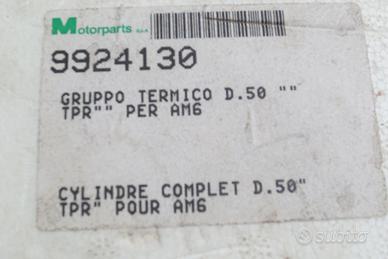 Motorparts S.p.A.
9924130
GRUPPO TERMICO D.50 ""
TPR"" PER AM6
CYLINDRE COMPLET D.50"
TPR" POUR AM6
subito